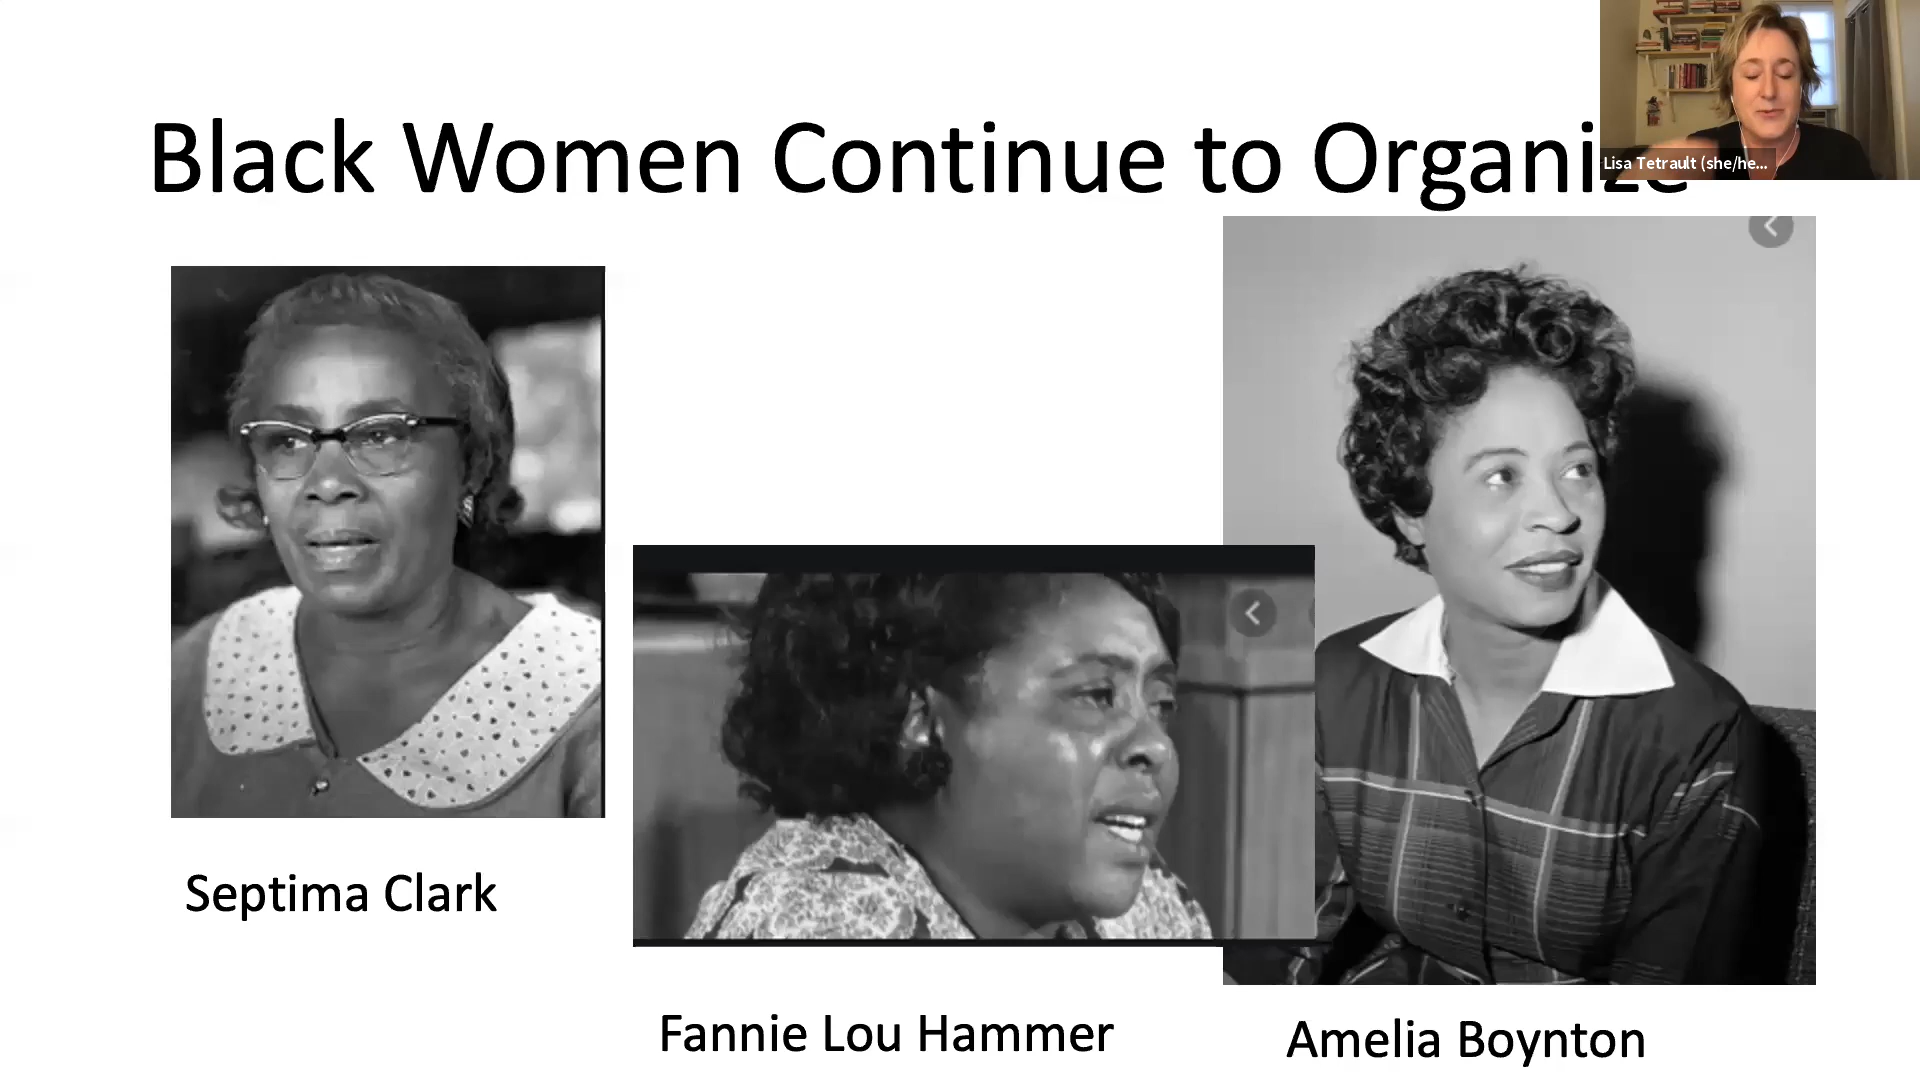 Black Women Continue to Organize
Lisa Tetrault (she/he...
Septima Clark
Fannie Lou Hammer
Amelia Boynton